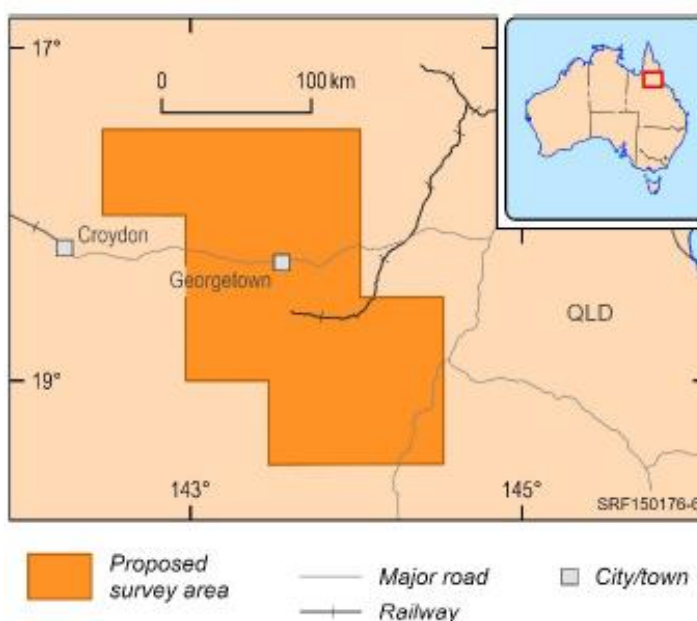 17°
0
100 km
Croydon
Georgetown
QLD
19°
143°
145°
SRF150176-6
Proposed
survey area
Major road
Railway
City/town